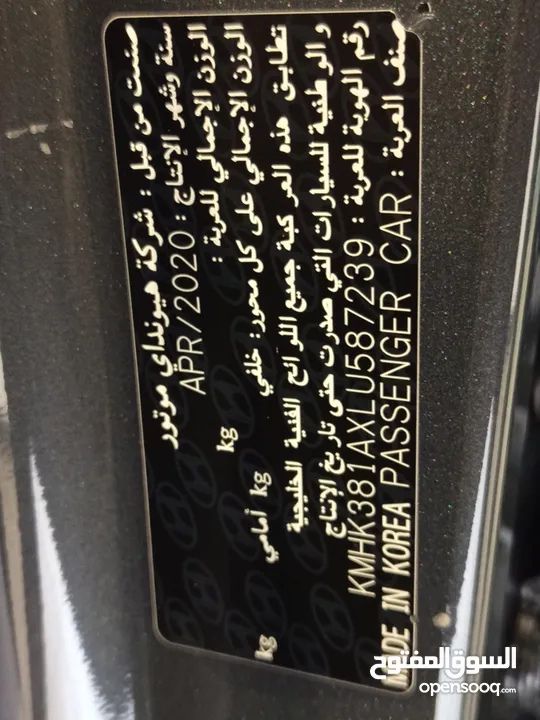 صنعت من قبل : شركة هيونداي موتور
سنة وشهر الإنتاج : APR/2020
الوزن الإجمالي للعربة : kg
الوزن الإجمالي على كل محور: خلفي kg أمامي kg
تطابق هذه المركبة جميع اللوائح الفنية الخليجية
و الوطنية للسيارات التي صدرت حتى تاريخ الإنتاج
رقم الهوية للعربة : KMHK381AXLU587239
صنف العربة : PASSENGER CAR MADE IN KOREA
السوق المفتوح
opensooq.com